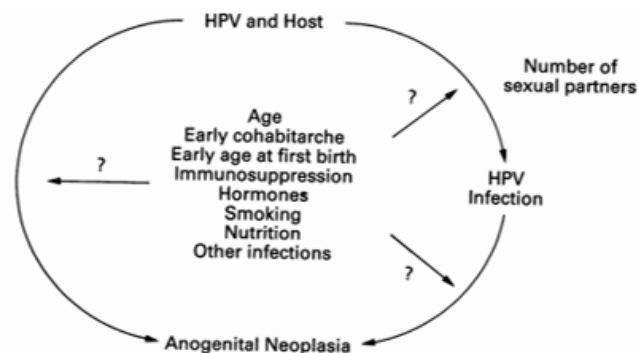 HPV and Host
Number of
sexual partners
?
Age
Early cohabitarche
Early age at first birth
Immunosuppression
Hormones
Smoking
Nutrition
Other infections
?
HPV
Infection
?
Anogenital Neoplasia